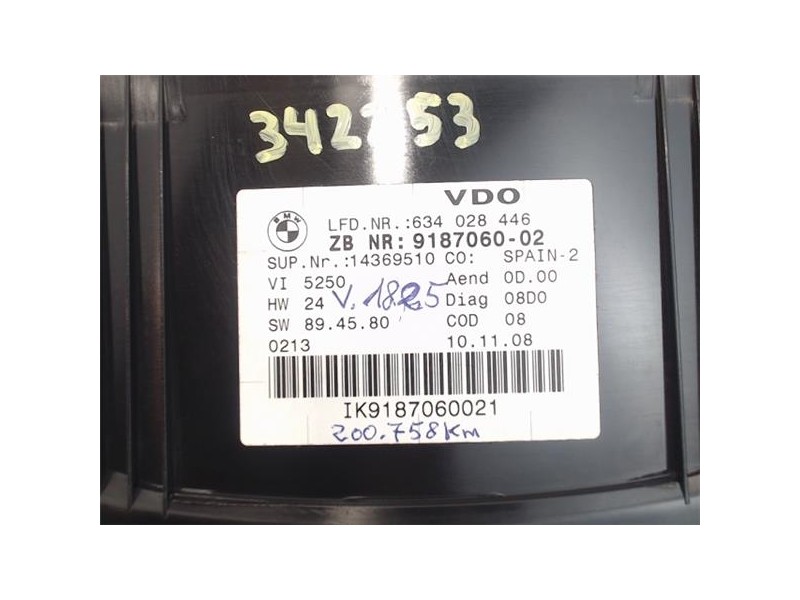 342253
VDO
BMW
LFD.NR.:634 028 446
ZB NR: 9187060-02
SUP.Nr.:14369510 CO: SPAIN-2
VI 5250 Aend 0D.00
HW 24 Diag 08D0
SW 89.45.80 COD 08
0213 10.11.08
IK9187060021
200.758Km